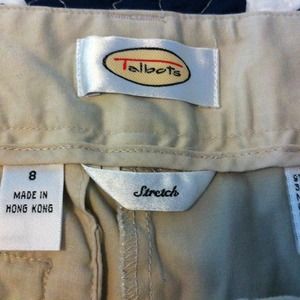 Talbots
8
MADE IN
HONG KONG
Stretch